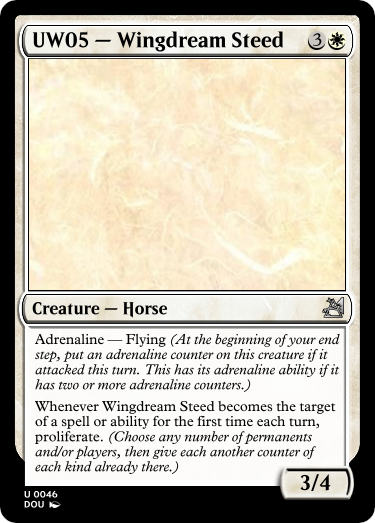 UW05 — Wingdream Steed 3
Creature — Horse
Adrenaline — Flying (At the beginning of your end
step, put an adrenaline counter on this creature if it
attacked this turn. This has its adrenaline ability if it
has two or more adrenaline counters.)
Whenever Wingdream Steed becomes the target
of a spell or ability for the first time each turn,
proliferate. (Choose any number of permanents
and/or players, then give each another counter of
each kind already there.)
3/4
U 0046
DOU